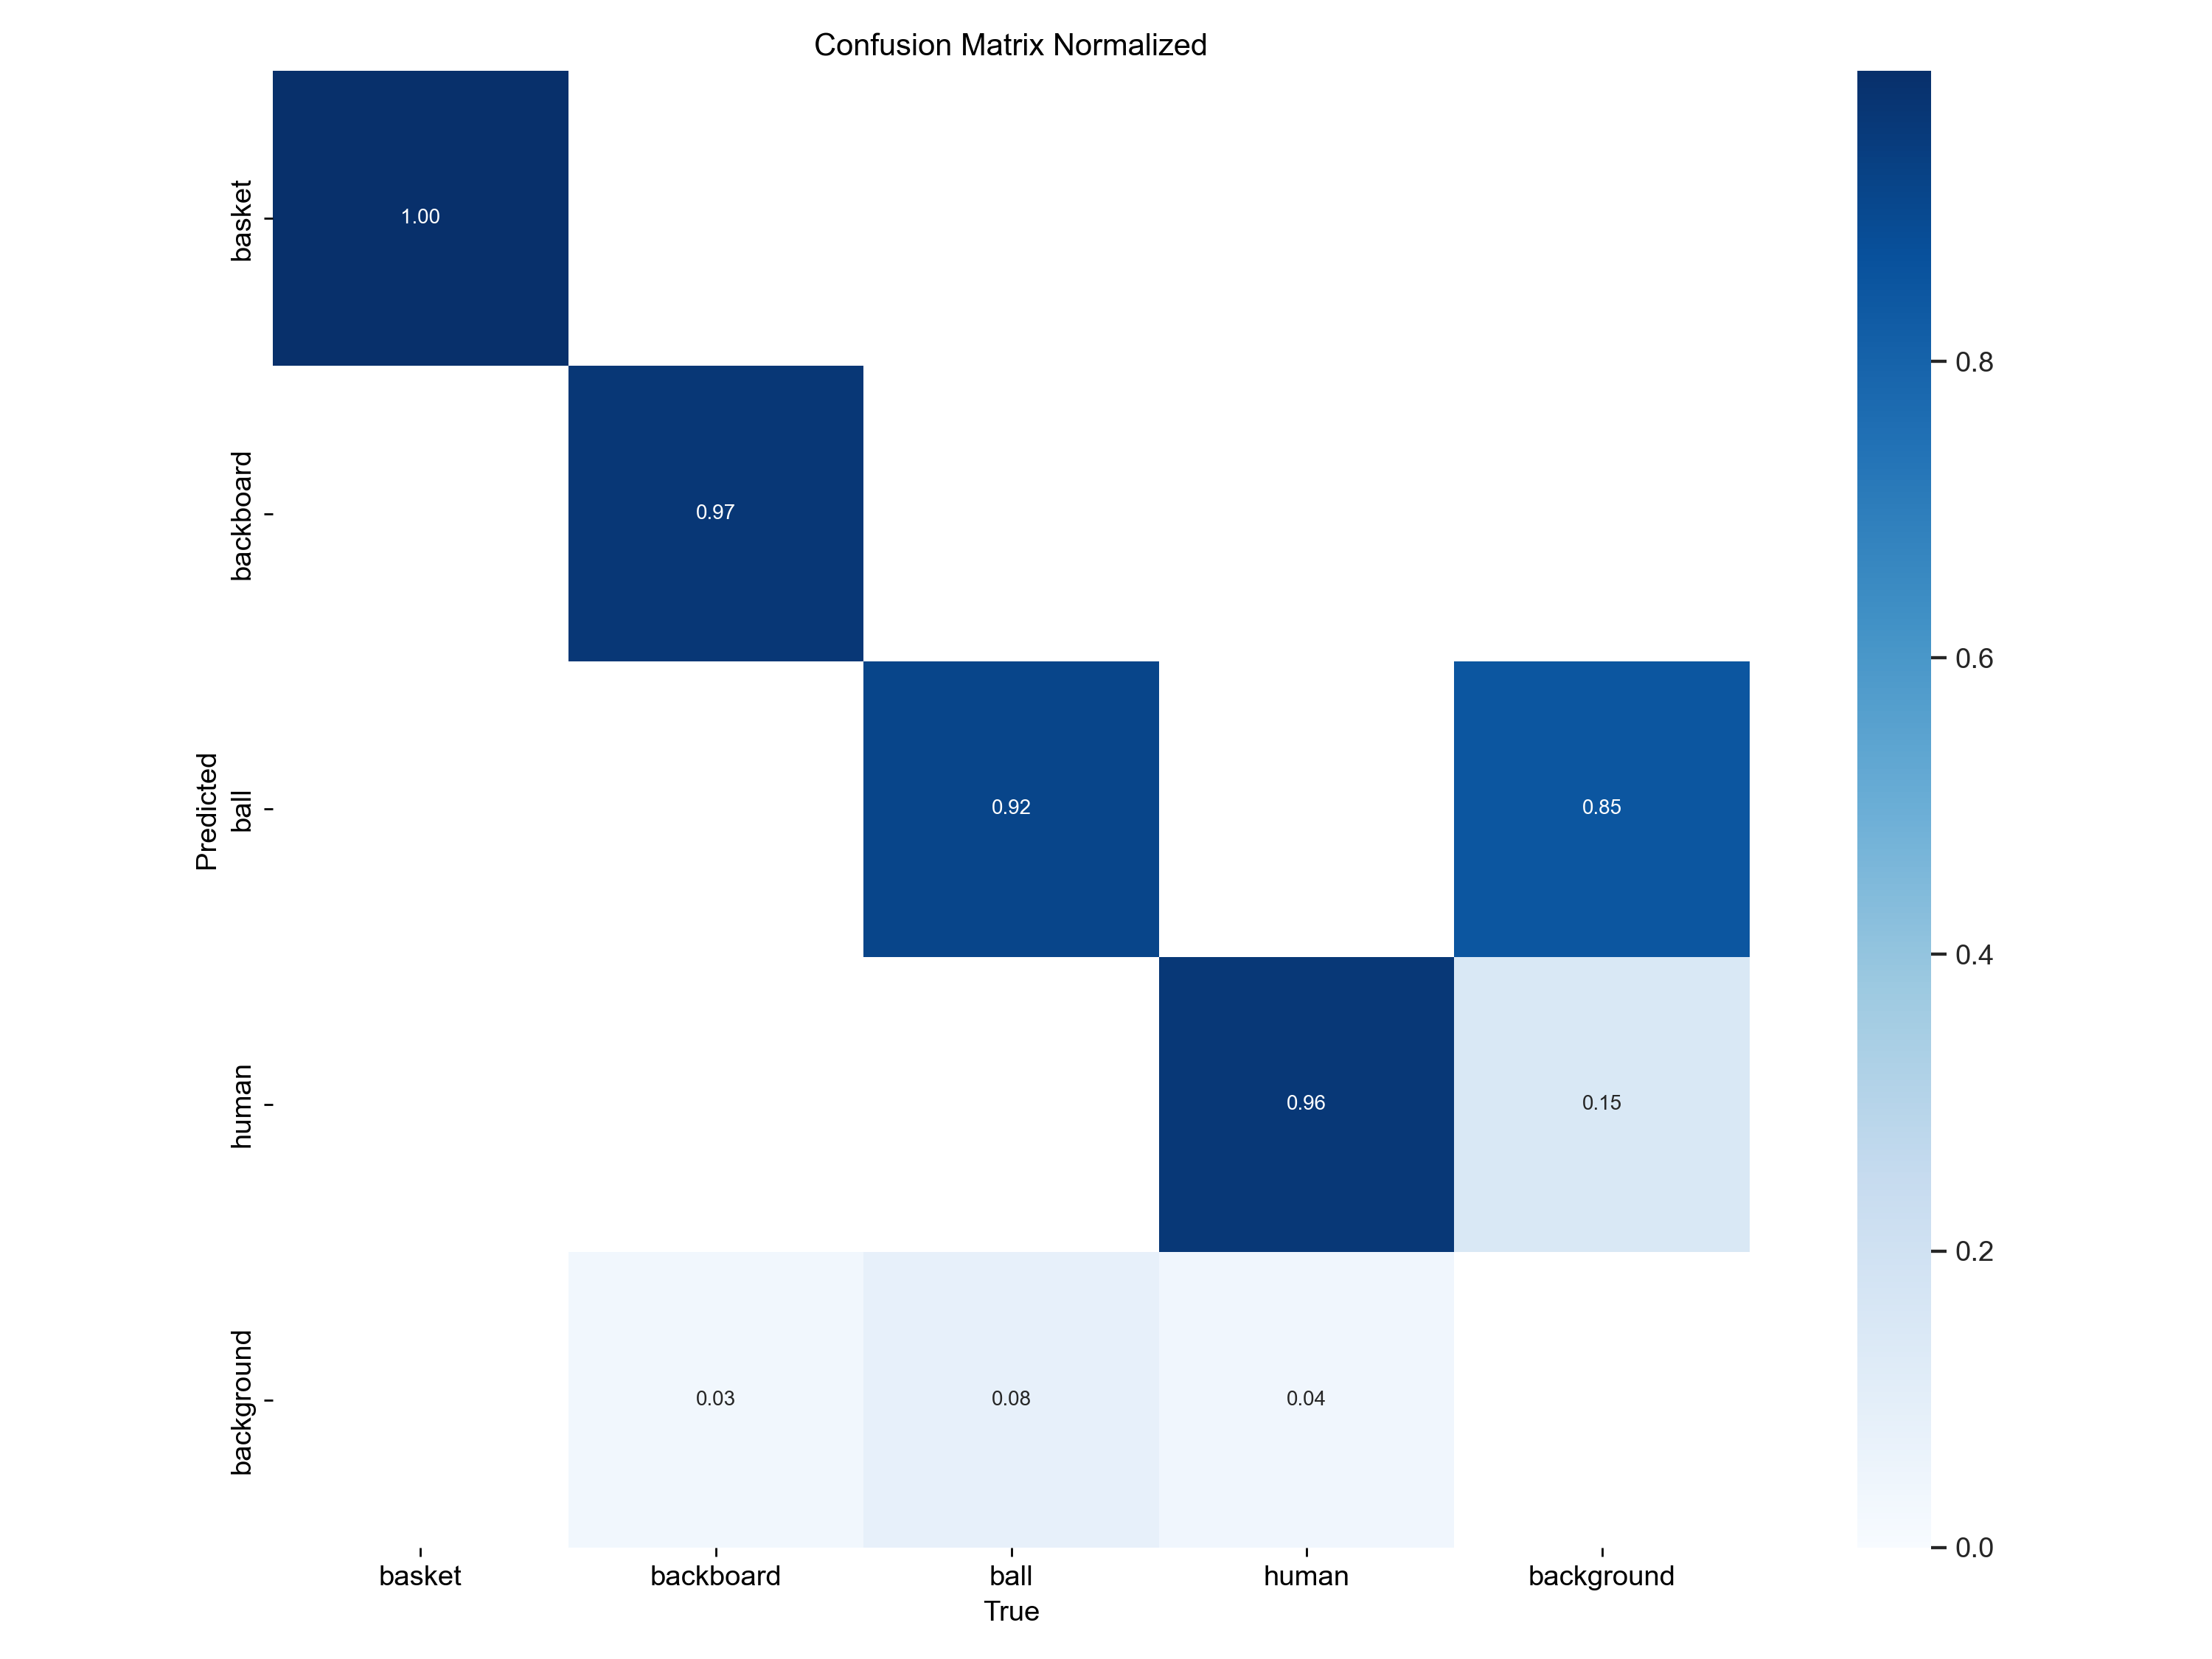 Confusion Matrix Normalized
basket
1.00
backboard
0.97
0.8
0.6
Predicted
ball
0.92
0.85
0.4
human
0.96
0.15
0.2
background
0.03
0.08
0.04
0.0
basket
backboard
ball
human
background
True